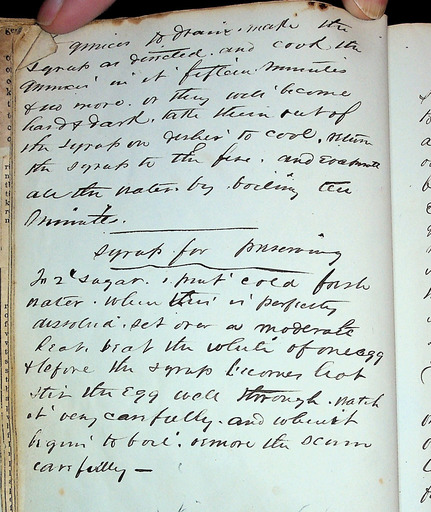 quinces to drain. make the
syrup as directed. and cook the
quinces in it fifteen minutes
& no more. or they will become
hard & dark, take them out of
the syrup on dishes to cool, return
the syrup to the fire. and evaporate
all the water by boiling ten
minutes.
Syrup for preserving
To 2 sugar. 1 pint cold fresh
water. when this is perfectly
dissolved. set over a moderate
heat. beat the white of one egg
& before the syrup becomes hot
stir the Egg well through. watch
it very carefully. and when it
begins to boil. remove the scum
carefully —